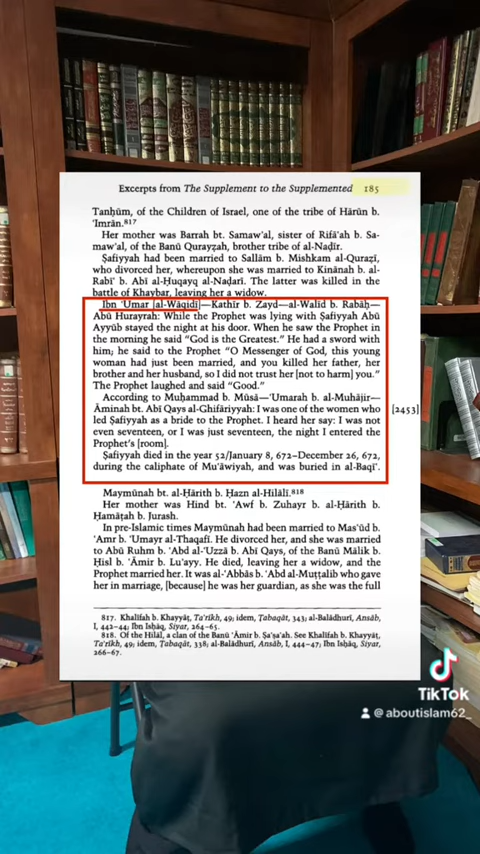 Excerpts from The Supplement to the Supplemented 185
Tanḥūm, of the Children of Israel, one of the tribe of Hārūn b.
ʿImrān.817
Her mother was Barrah bt. Samawʾal, sister of Rifāʿah b. Sa-
mawʾal, of the Banū Qurayẓah, brother tribe of al-Naḍīr.
Ṣafiyyah had been married to Sallām b. Mishkam al-Quraẓī,
who divorced her, whereupon she was married to Kinānah b. al-
Rabīʿ b. Abī al-Ḥuqayq al-Naḍarī. The latter was killed in the
battle of Khaybar, leaving her a widow.
Ibn ʿUmar [al-Wāqidī]—Kathīr b. Zayd—al-Walīd b. Rabāḥ—
Abū Hurayrah: While the Prophet was lying with Ṣafiyyah Abū
Ayyūb stayed the night at his door. When he saw the Prophet in
the morning he said "God is the Greatest." He had a sword with
him; he said to the Prophet "O Messenger of God, this young
woman had just been married, and you killed her father, her
brother and her husband, so I did not trust her [not to harm] you."
The Prophet laughed and said "Good."
According to Muḥammad b. Mūsā—ʿUmārah b. al-Muhājir—
Āminah bt. Abī Qays al-Ghifāriyyah: I was one of the women who
led Ṣafiyyah as a bride to the Prophet. I heard her say: I was not
even seventeen, or I was just seventeen, the night I entered the
Prophet's [room].
Ṣafiyyah died in the year 52/January 8, 672–December 26, 672,
during the caliphate of Muʿāwiyah, and was buried in al-Baqīʿ.
[2453]
Maymūnah bt. al-Ḥārith b. Ḥazn al-Hilālī.818
Her mother was Hind bt. ʿAwf b. Zuhayr b. al-Ḥārith b.
Ḥamāṭah b. Jurash.
In pre-Islamic times Maymūnah had been married to Masʿūd b.
ʿAmr b. ʿUmayr al-Thaqafī. He divorced her, and she was married
to Abū Ruhm b. ʿAbd al-ʿUzzā b. Abī Qays, of the Banū Mālik b.
Ḥisl b. ʿĀmir b. Luʾayy. He died, leaving her a widow, and the
Prophet married her. It was al-ʿAbbās b. ʿAbd al-Muṭṭalib who gave
her in marriage, [because] he was her guardian, as she was the full
817. Khalīfah b. Khayyāṭ, Taʾrīkh, 49; idem, Ṭabaqāt, 343; al-Balādhurī, Ansāb,
I, 442–44; Ibn Isḥāq, Siyar, 264–65.
818. Of the Hilāl, a clan of the Banū ʿĀmir b. Ṣaʿṣaʿah. See Khalīfah b. Khayyāṭ,
Taʾrīkh, 49; idem, Ṭabaqāt, 338; al-Balādhurī, Ansāb, I, 444–47; Ibn Isḥāq, Siyar,
266–67.
TikTok
@aboutislam62_